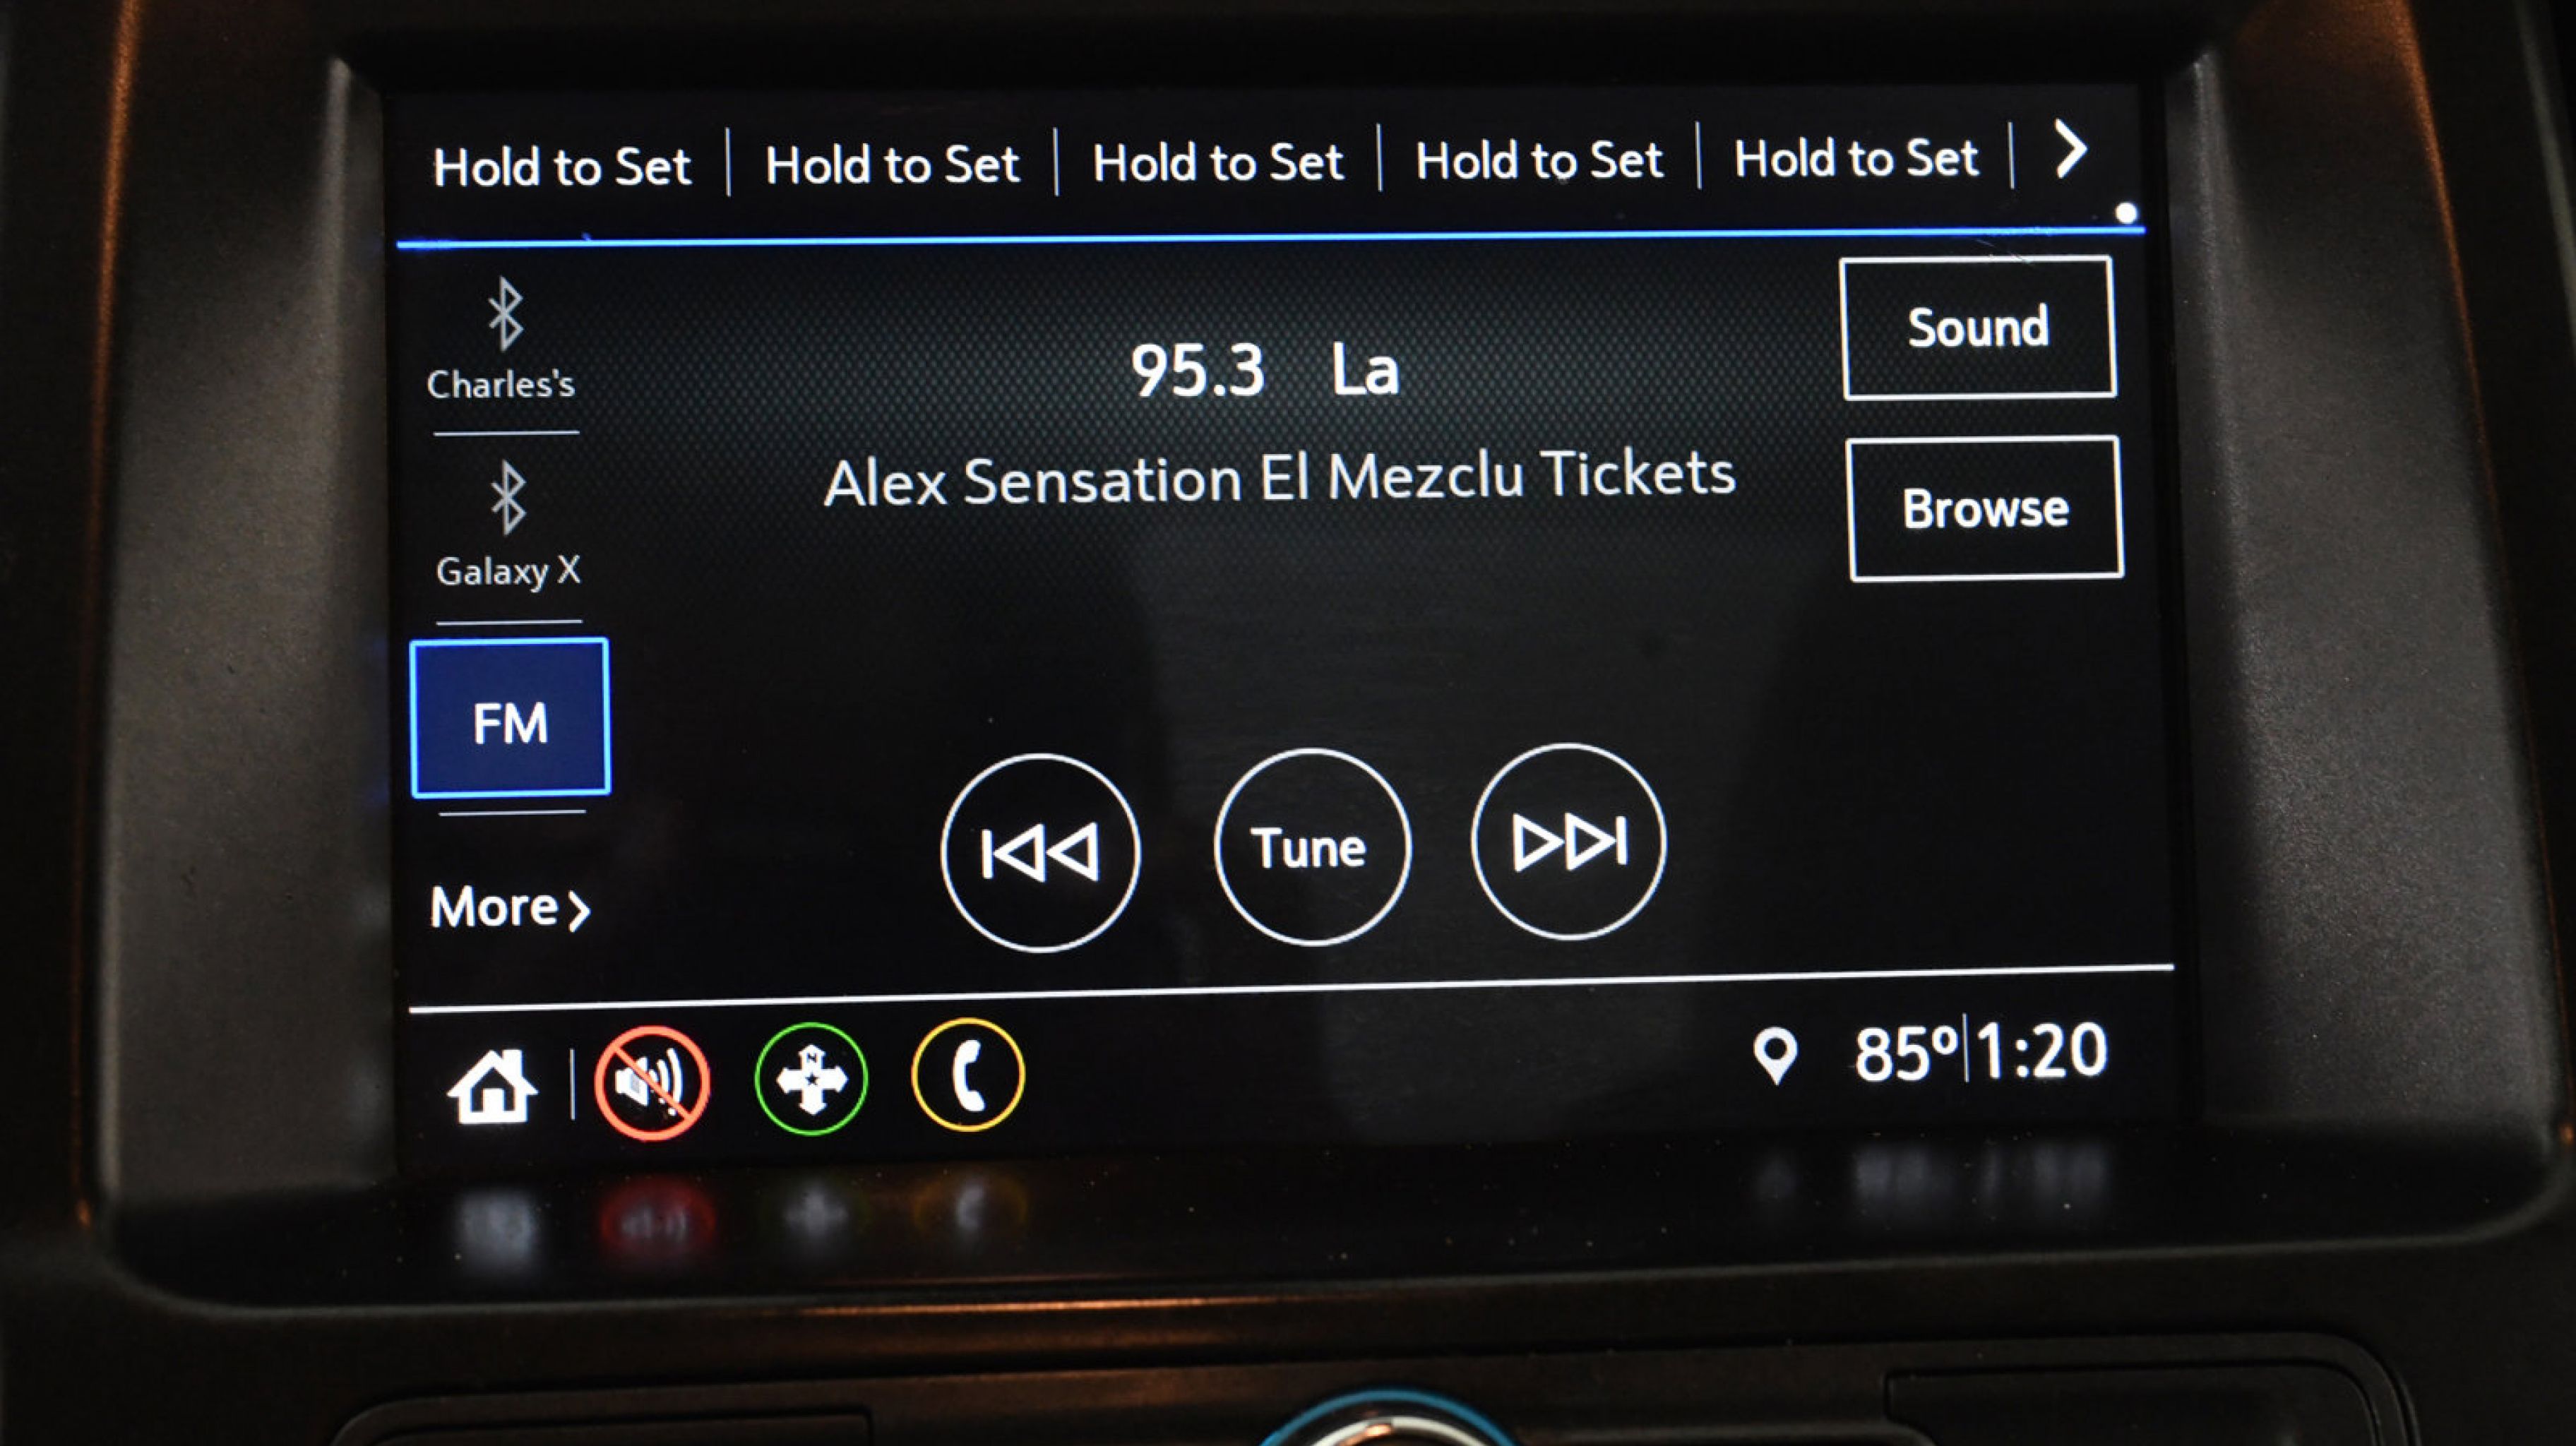 Hold to Set Hold to Set Hold to Set Hold to Set Hold to Set
Charles's
Galaxy X
FM
More
95.3 La
Alex Sensation El Mezclu Tickets
Sound
Browse
Tune
N
85º 1:20